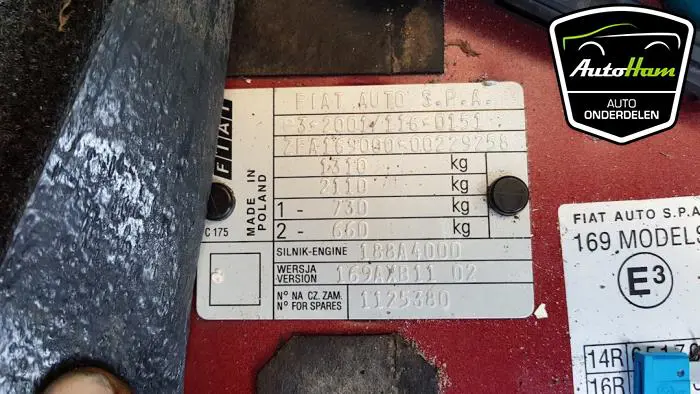 AutoHam
AUTO
ONDERDELEN
FIAT
MADE IN
POLAND
C 175
FIAT AUTO S.P.A.
E3*2001/116*0151
ZFA16900000229258
1310 kg
2110 kg
1 - 730 kg
2 - 660 kg
SILNIK-ENGINE 188A4000
WERSJA
VERSION 169AXB11 02
N° NA CZ. ZAM.
N° FOR SPARES 1125380
FIAT AUTO S.P.A
169 MODELS
E3
14R
16R